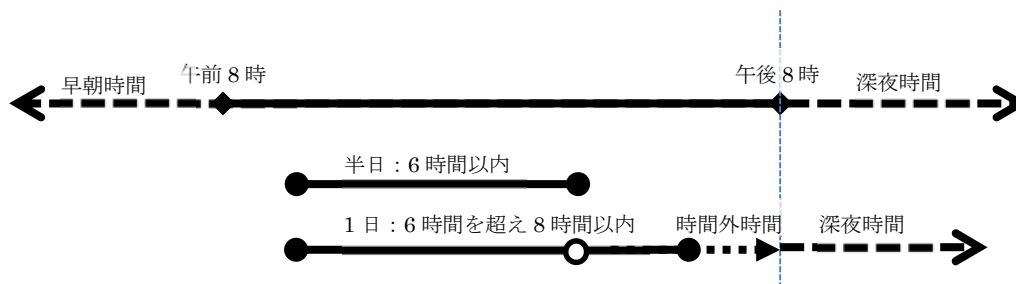 早朝時間
午前8時
午後8時
深夜時間
半日：6時間以内
1日：6時間を超え8時間以内
時間外時間
深夜時間